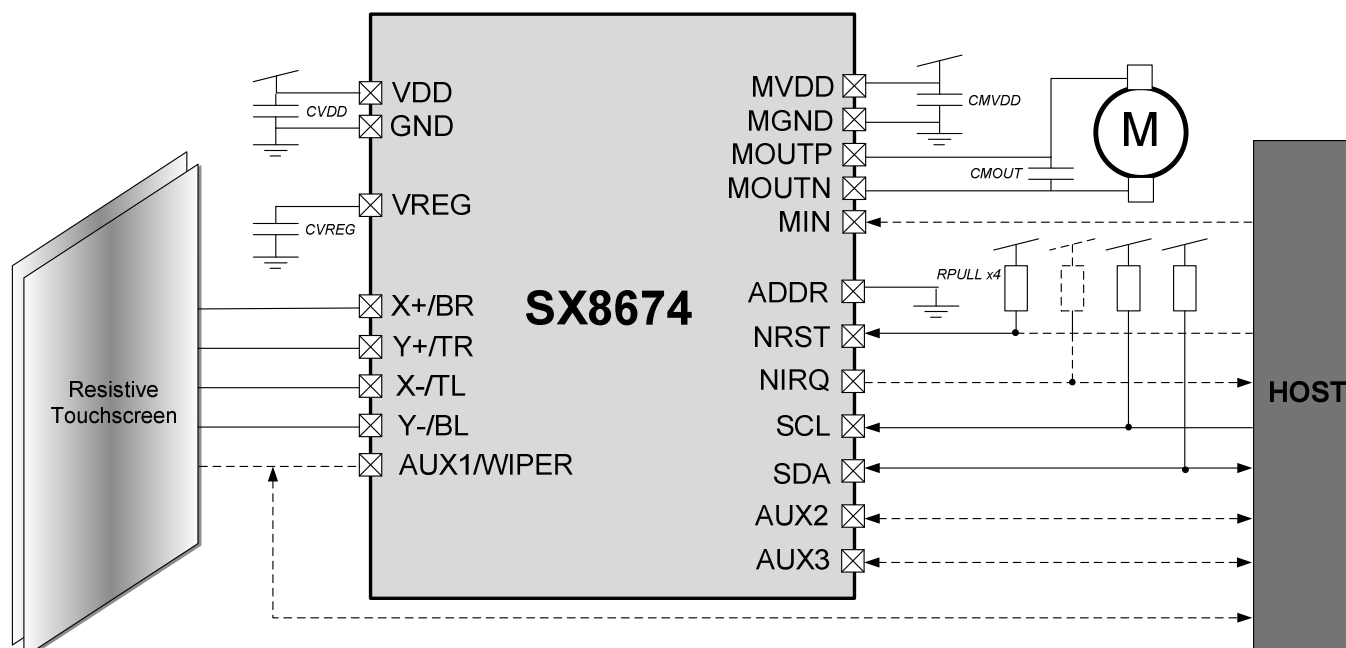 VDD
CVDD
GND
VREG
CVREG
X+/BR
Y+/TR
X-/TL
Y-/BL
AUX1/WIPER
Resistive
Touchscreen
SX8674
MVDD
CMVDD
MGND
MOUTP
MOUTN
CMOUT
M
MIN
ADDR
RPULL x4
NRST
NIRQ
SCL
SDA
AUX2
AUX3
HOST